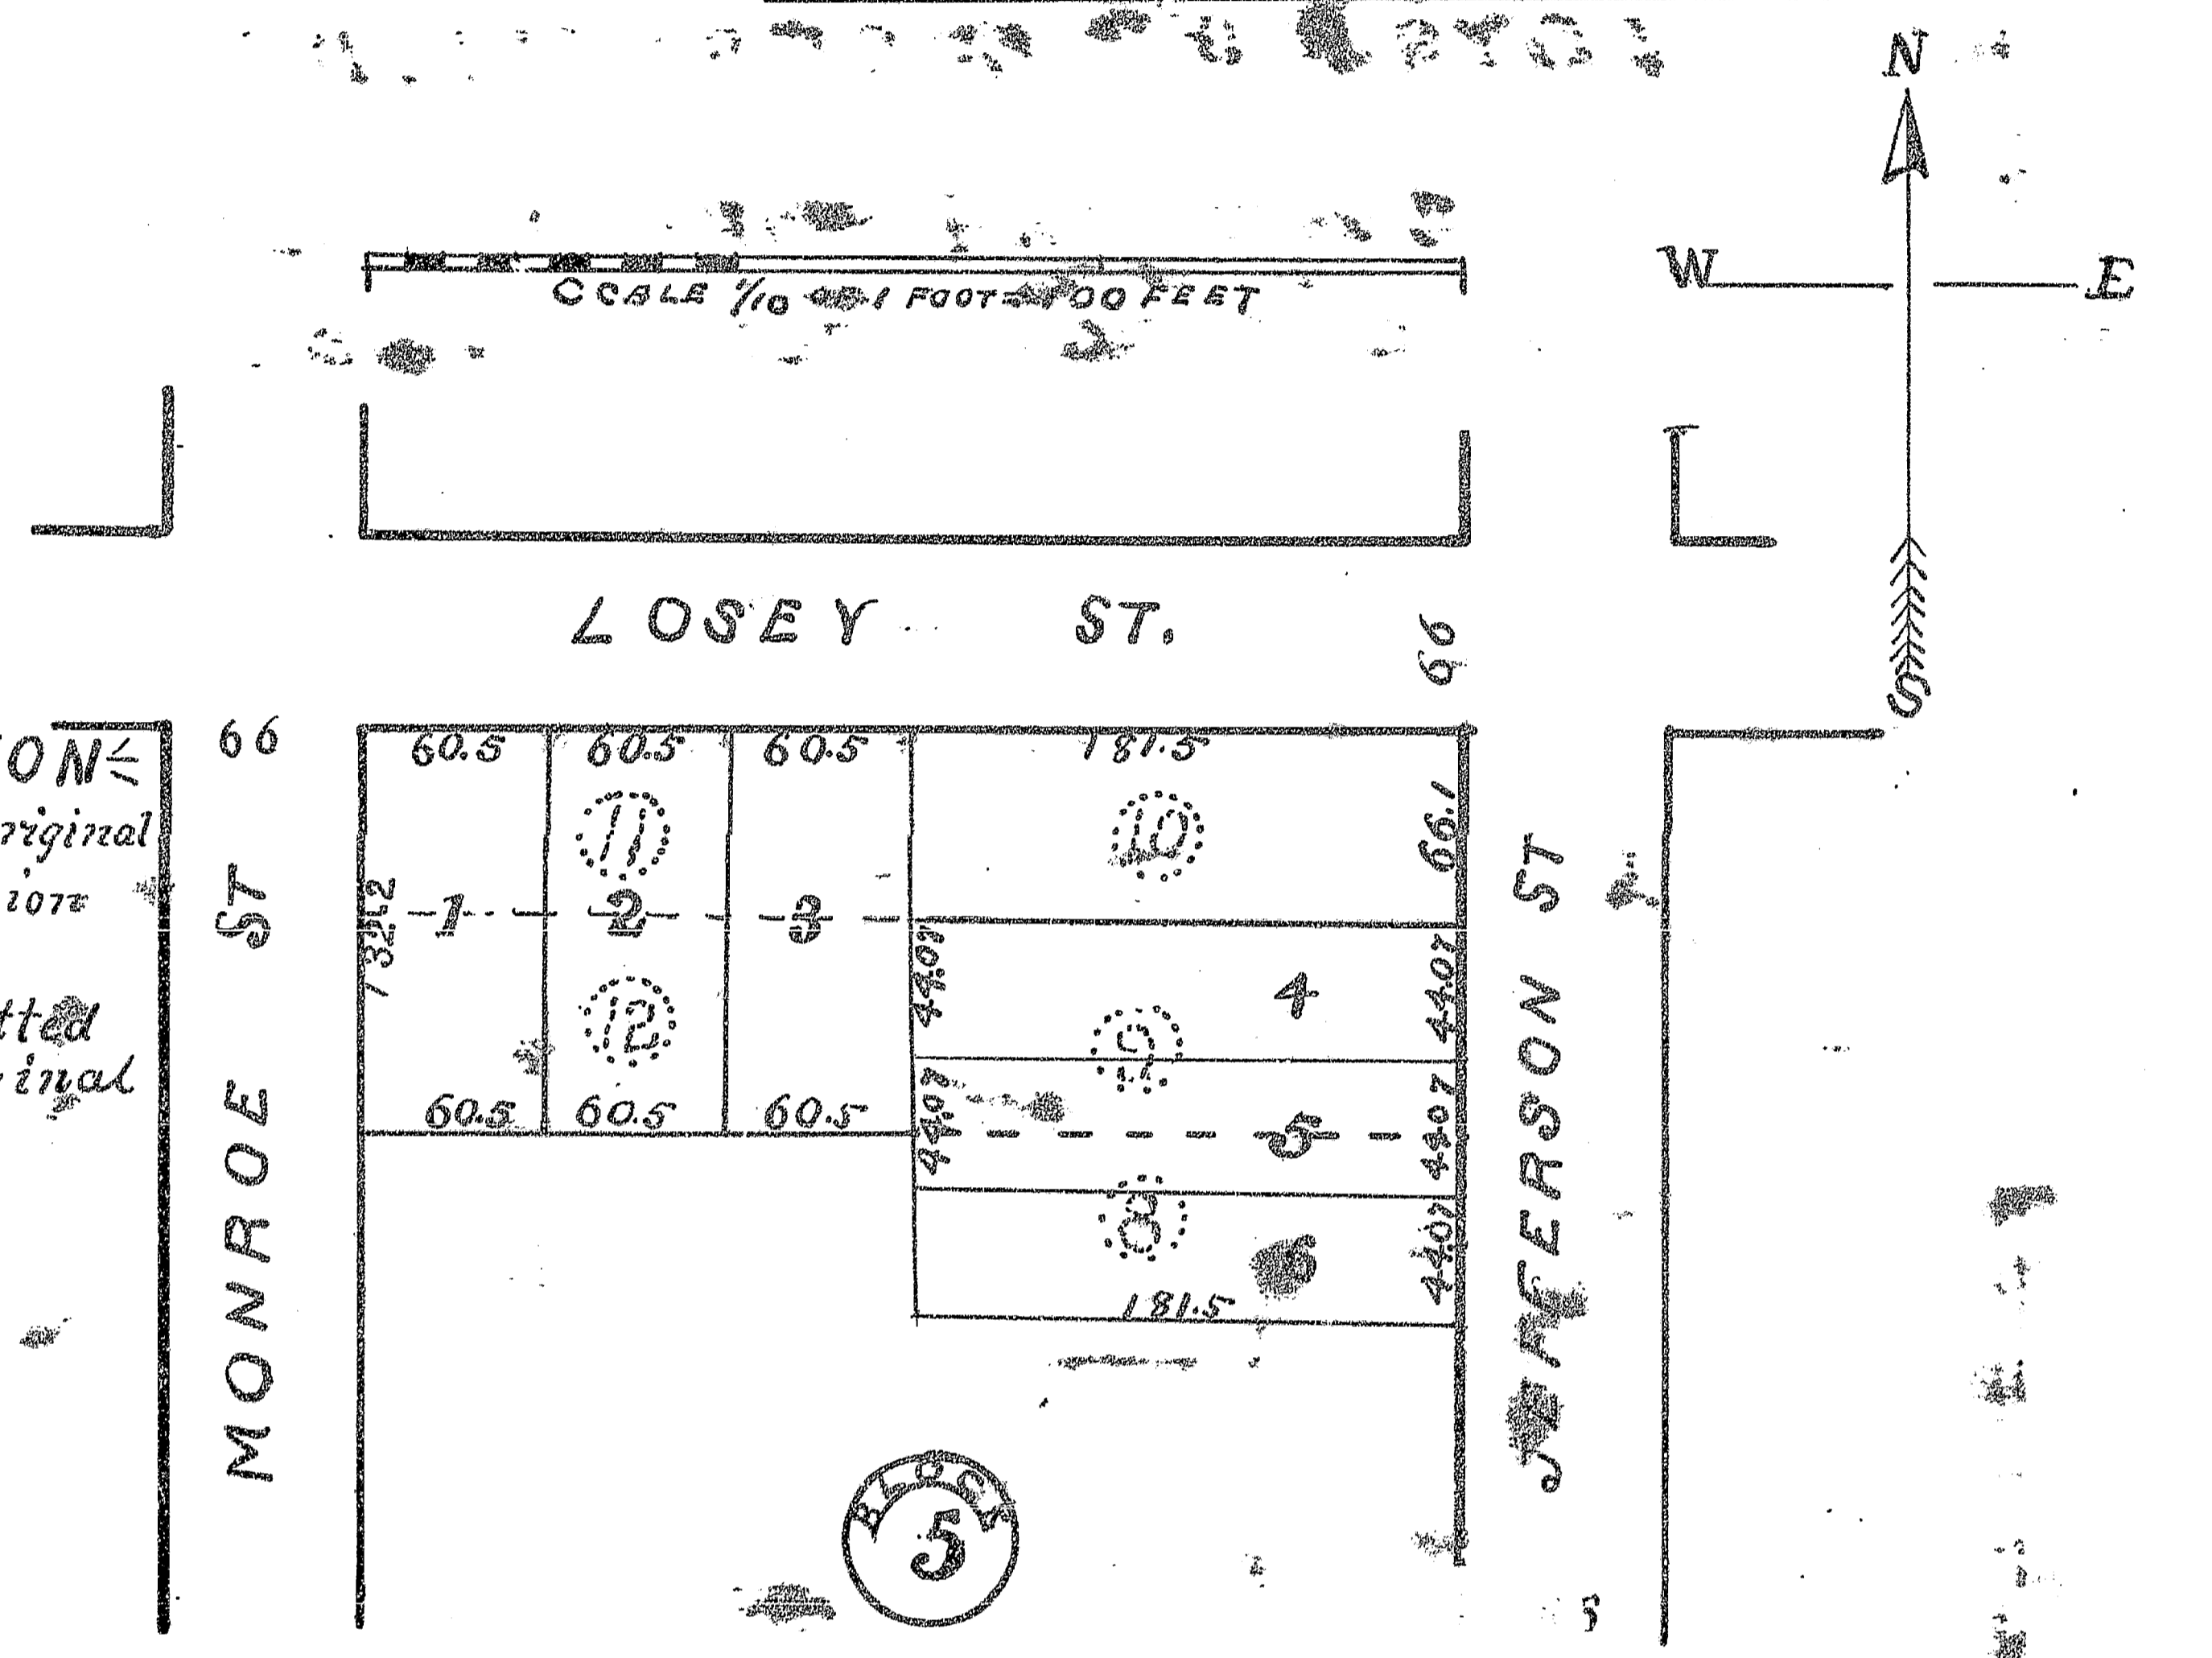 N
W E
SCALE 1/10 OF 1 FOOT = 100 FEET
LOSEY ST.
66
S
66
ON
60.5 60.5 60.5 181.5
riginal
11 10
66.1
ion
132.2
1 2 3
44.07 4 44.07
tted
12 9
inal
60.5 60.5 60.5
44.07 5 44.07
8
6 44.07
181.5
MONROE ST
JEFFERSON ST
BLOCK
5